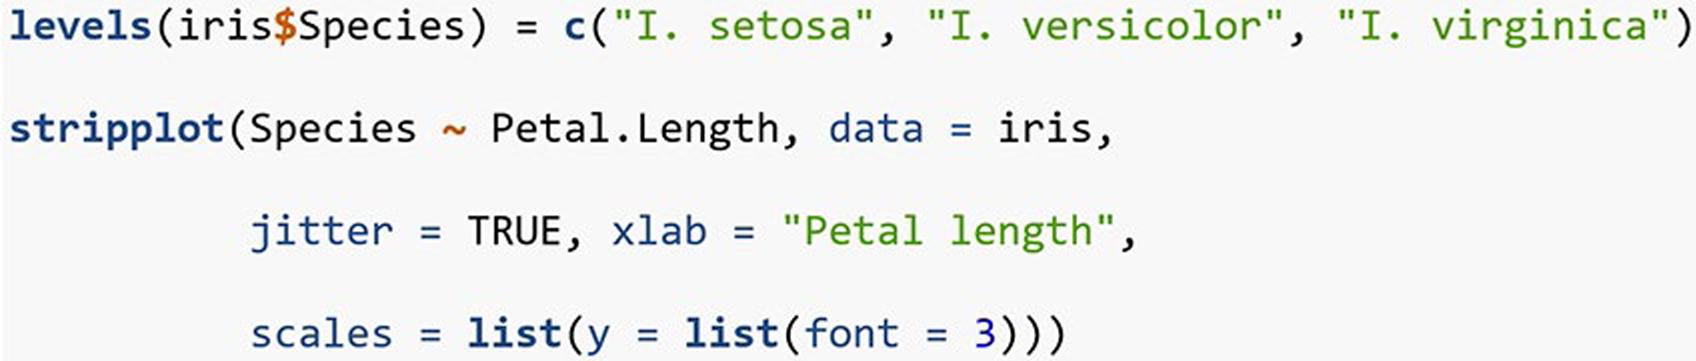 levels(iris$Species) = c("I. setosa", "I. versicolor", "I. virginica")
stripplot(Species ~ Petal.Length, data = iris,
jitter = TRUE, xlab = "Petal length",
scales = list(y = list(font = 3)))